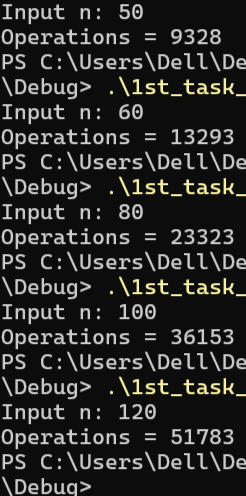 Input n: 50
Operations = 9328
PS C:\Users\Dell\De
\Debug> .\1st_task_
Input n: 60
Operations = 13293
PS C:\Users\Dell\De
\Debug> .\1st_task_
Input n: 80
Operations = 23323
PS C:\Users\Dell\De
\Debug> .\1st_task_
Input n: 100
Operations = 36153
PS C:\Users\Dell\De
\Debug> .\1st_task_
Input n: 120
Operations = 51783
PS C:\Users\Dell\De
\Debug>